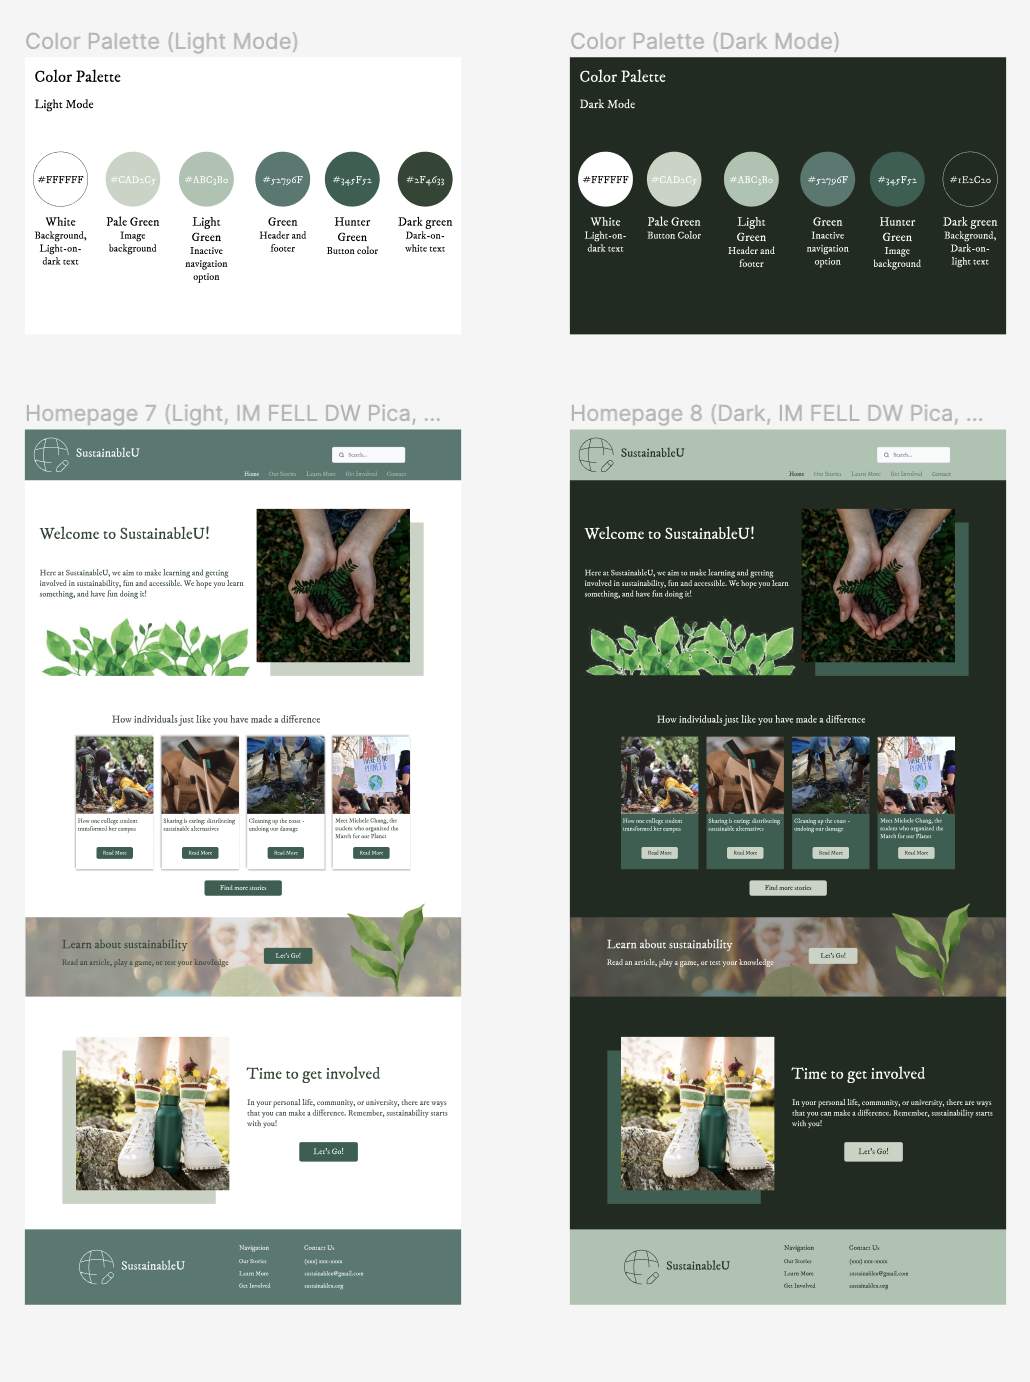 Color Palette (Light Mode)
Color Palette
Light Mode
#FFFFFF
#CAD2C5
#ABC3B0
#52796F
#345F52
#2F4633
White
Background,
Light-on-
dark text
Pale Green
Image
background
Light
Green
Inactive
navigation
option
Green
Header and
footer
Hunter
Green
Button color
Dark green
Dark-on-
white text
Color Palette (Dark Mode)
Color Palette
Dark Mode
#FFFFFF
#CAD2C5
#ABC3B0
#52796F
#345F52
#1E2C20
White
Light-on-
dark text
Pale Green
Button Color
Light
Green
Header and
footer
Green
Inactive
navigation
option
Hunter
Green
Image
background
Dark green
Background,
Dark-on-
light text
Homepage 7 (Light, IM FELL DW Pica, ...
SustainableU
Search...
Home Our Stories Learn More Get Involved Contact
Welcome to SustainableU!
Here at SustainableU, we aim to make learning and getting
involved in sustainability, fun and accessible. We hope you learn
something, and have fun doing it!
How individuals just like you have made a difference
THERE IS NO
PLANET B
How one college student
transformed her campus
Read More
Sharing is caring: distributing
sustainable alternatives
Read More
Cleaning up the coast -
undoing our damage
Read More
Meet Michele Chang, the
student who organized the
March for our Planet
Read More
Find more stories
Learn about sustainability
Read an article, play a game, or test your knowledge
Let's Go!
Time to get involved
In your personal life, community, or university, there are ways
that you can make a difference. Remember, sustainability starts
with you!
Let's Go!
SustainableU
Navigation
Our Stories
Learn More
Get Involved
Contact Us
(xxx) xxx-xxxx
sustainableu@gmail.com
sustainableu.org
Homepage 8 (Dark, IM FELL DW Pica, ...
SustainableU
Search...
Home Our Stories Learn More Get Involved Contact
Welcome to SustainableU!
Here at SustainableU, we aim to make learning and getting
involved in sustainability, fun and accessible. We hope you learn
something, and have fun doing it!
How individuals just like you have made a difference
THERE IS NO
PLANET B
How one college student
transformed her campus
Read More
Sharing is caring: distributing
sustainable alternatives
Read More
Cleaning up the coast -
undoing our damage
Read More
Meet Michele Chang, the
student who organized the
March for our Planet
Read More
Find more stories
Learn about sustainability
Read an article, play a game, or test your knowledge
Let's Go!
Time to get involved
In your personal life, community, or university, there are ways
that you can make a difference. Remember, sustainability starts
with you!
Let's Go!
SustainableU
Navigation
Our Stories
Learn More
Get Involved
Contact Us
(xxx) xxx-xxxx
sustainableu@gmail.com
sustainableu.org